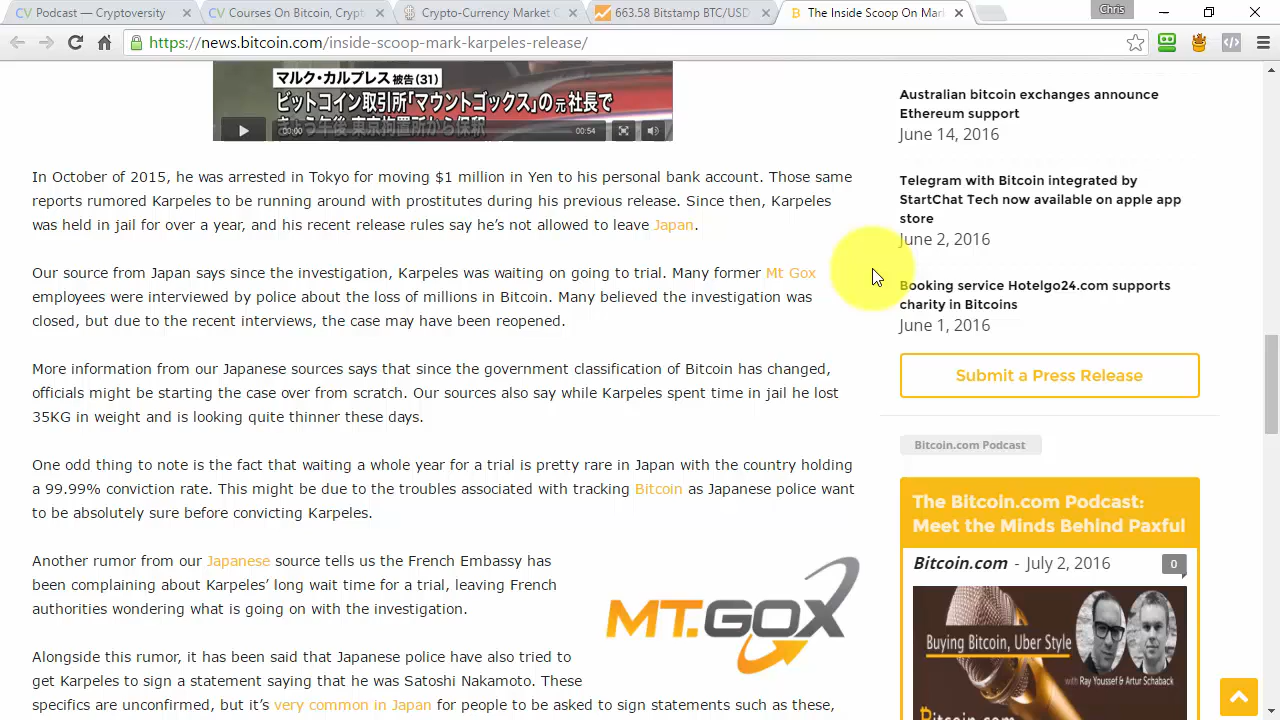 Podcast — Cryptoversity
Courses On Bitcoin, Crypt
Crypto-Currency Market C
663.58 Bitstamp BTC/USD
The Inside Scoop On Mar
Chris
https://news.bitcoin.com/inside-scoop-mark-karpeles-release/
マルク・カルプレス 被告(31)
ビットコイン取引所「マウントゴックス」の元社長で
きょう午後 東京拘置所から保釈
00:00
00:54
In October of 2015, he was arrested in Tokyo for moving $1 million in Yen to his personal bank account. Those same
reports rumored Karpeles to be running around with prostitutes during his previous release. Since then, Karpeles
was held in jail for over a year, and his recent release rules say he's not allowed to leave Japan.
Our source from Japan says since the investigation, Karpeles was waiting on going to trial. Many former Mt Gox
employees were interviewed by police about the loss of millions in Bitcoin. Many believed the investigation was
closed, but due to the recent interviews, the case may have been reopened.
More information from our Japanese sources says that since the government classification of Bitcoin has changed,
officials might be starting the case over from scratch. Our sources also say while Karpeles spent time in jail he lost
35KG in weight and is looking quite thinner these days.
One odd thing to note is the fact that waiting a whole year for a trial is pretty rare in Japan with the country holding
a 99.99% conviction rate. This might be due to the troubles associated with tracking Bitcoin as Japanese police want
to be absolutely sure before convicting Karpeles.
Another rumor from our Japanese source tells us the French Embassy has
been complaining about Karpeles' long wait time for a trial, leaving French
authorities wondering what is going on with the investigation.
MT.GOX
Alongside this rumor, it has been said that Japanese police have also tried to
get Karpeles to sign a statement saying that he was Satoshi Nakamoto. These
specifics are unconfirmed, but it's very common in Japan for people to be asked to sign statements such as these,
Australian bitcoin exchanges announce
Ethereum support
June 14, 2016
Telegram with Bitcoin integrated by
StartChat Tech now available on apple app
store
June 2, 2016
Booking service Hotelgo24.com supports
charity in Bitcoins
June 1, 2016
Submit a Press Release
Bitcoin.com Podcast
The Bitcoin.com Podcast:
Meet the Minds Behind Paxful
Bitcoin.com - July 2, 2016
0
Buying Bitcoin, Uber Style
with Ray Youssef & Artur Schaback
Bitcoin.com